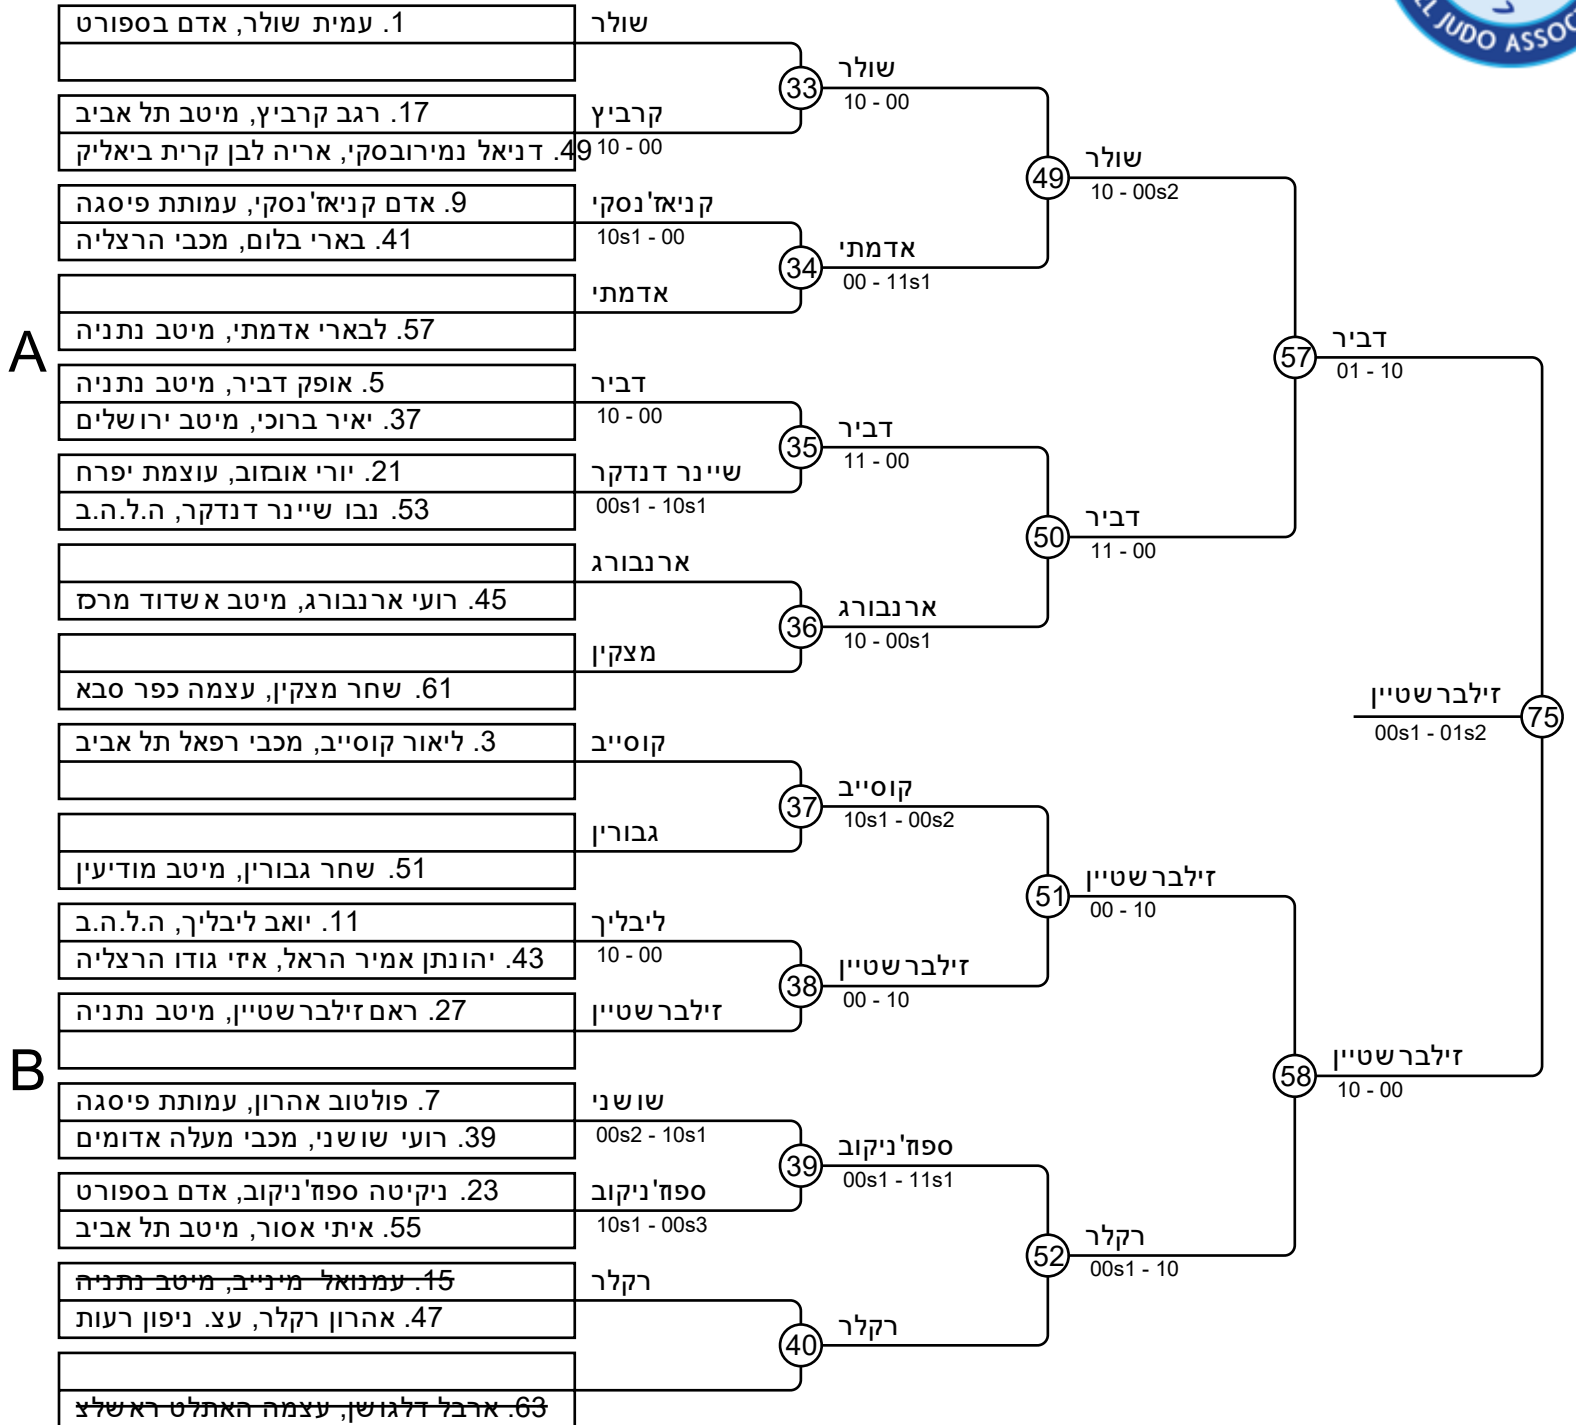 JUDO ASSOC
1. עמית שולר, אדם בספורט
שולר
33
שולר
10 - 00
17. רגב קרביץ, מיטב תל אביב
קרביץ
49. דניאל נמירובסקי, אריה לבן קרית ביאליק
10 - 00
49
שולר
10 - 00s2
9. אדם קניאז'נסקי, עמותת פיסגה
קניאז'נסקי
41. בארי בלום, מכבי הרצליה
10s1 - 00
34
אדמתי
00 - 11s1
אדמתי
57. לבארי אדמתי, מיטב נתניה
A
57
דביר
01 - 10
5. אופק דביר, מיטב נתניה
דביר
37. יאיר ברוכי, מיטב ירושלים
10 - 00
35
דביר
11 - 00
21. יורי אובוזוב, עוצמת יפרח
שיינר דנדקר
53. נבו שיינר דנדקר, ה.ל.ה.ב
00s1 - 10s1
50
דביר
11 - 00
ארנבורג
45. רועי ארנבורג, מיטב אשדוד מרכז
36
ארנבורג
10 - 00s1
מצקין
61. שחר מצקין, עצמה כפר סבא
75
זילברשטיין
00s1 - 01s2
3. ליאור קוסייב, מכבי רפאל תל אביב
קוסייב
37
קוסייב
10s1 - 00s2
גבורין
51. שחר גבורין, מיטב מודיעין
51
זילברשטיין
00 - 10
11. יואב ליבליך, ה.ל.ה.ב
ליבליך
43. יהונתן אמיר הראל, איזי גודו הרצליה
10 - 00
38
זילברשטיין
00 - 10
27. ראם זילברשטיין, מיטב נתניה
זילברשטיין
B
58
זילברשטיין
10 - 00
7. פולטוב אהרון, עמותת פיסגה
שושני
39. רועי שושני, מכבי מעלה אדומים
00s2 - 10s1
39
ספוז'ניקוב
00s1 - 11s1
23. ניקיטה ספוז'ניקוב, אדם בספורט
ספוז'ניקוב
55. איתי אסור, מיטב תל אביב
10s1 - 00s3
52
רקלר
00s1 - 10
15. עמנואל מינייב, מיטב נתניה
רקלר
47. אהרון רקלר, עצ. ניפון רעות
40
רקלר
63. ארבל דלגושן, עצמה האתלט ראשלצ